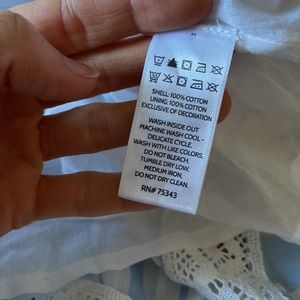 SHELL: 100% COTTON
LINING: 100% COTTON
EXCLUSIVE OF DECORATION
WASH INSIDE OUT
MACHINE WASH COOL -
DELICATE CYCLE.
WASH WITH LIKE COLORS.
DO NOT BLEACH.
TUMBLE DRY LOW.
MEDIUM IRON.
DO NOT DRY CLEAN.
RN# 75343